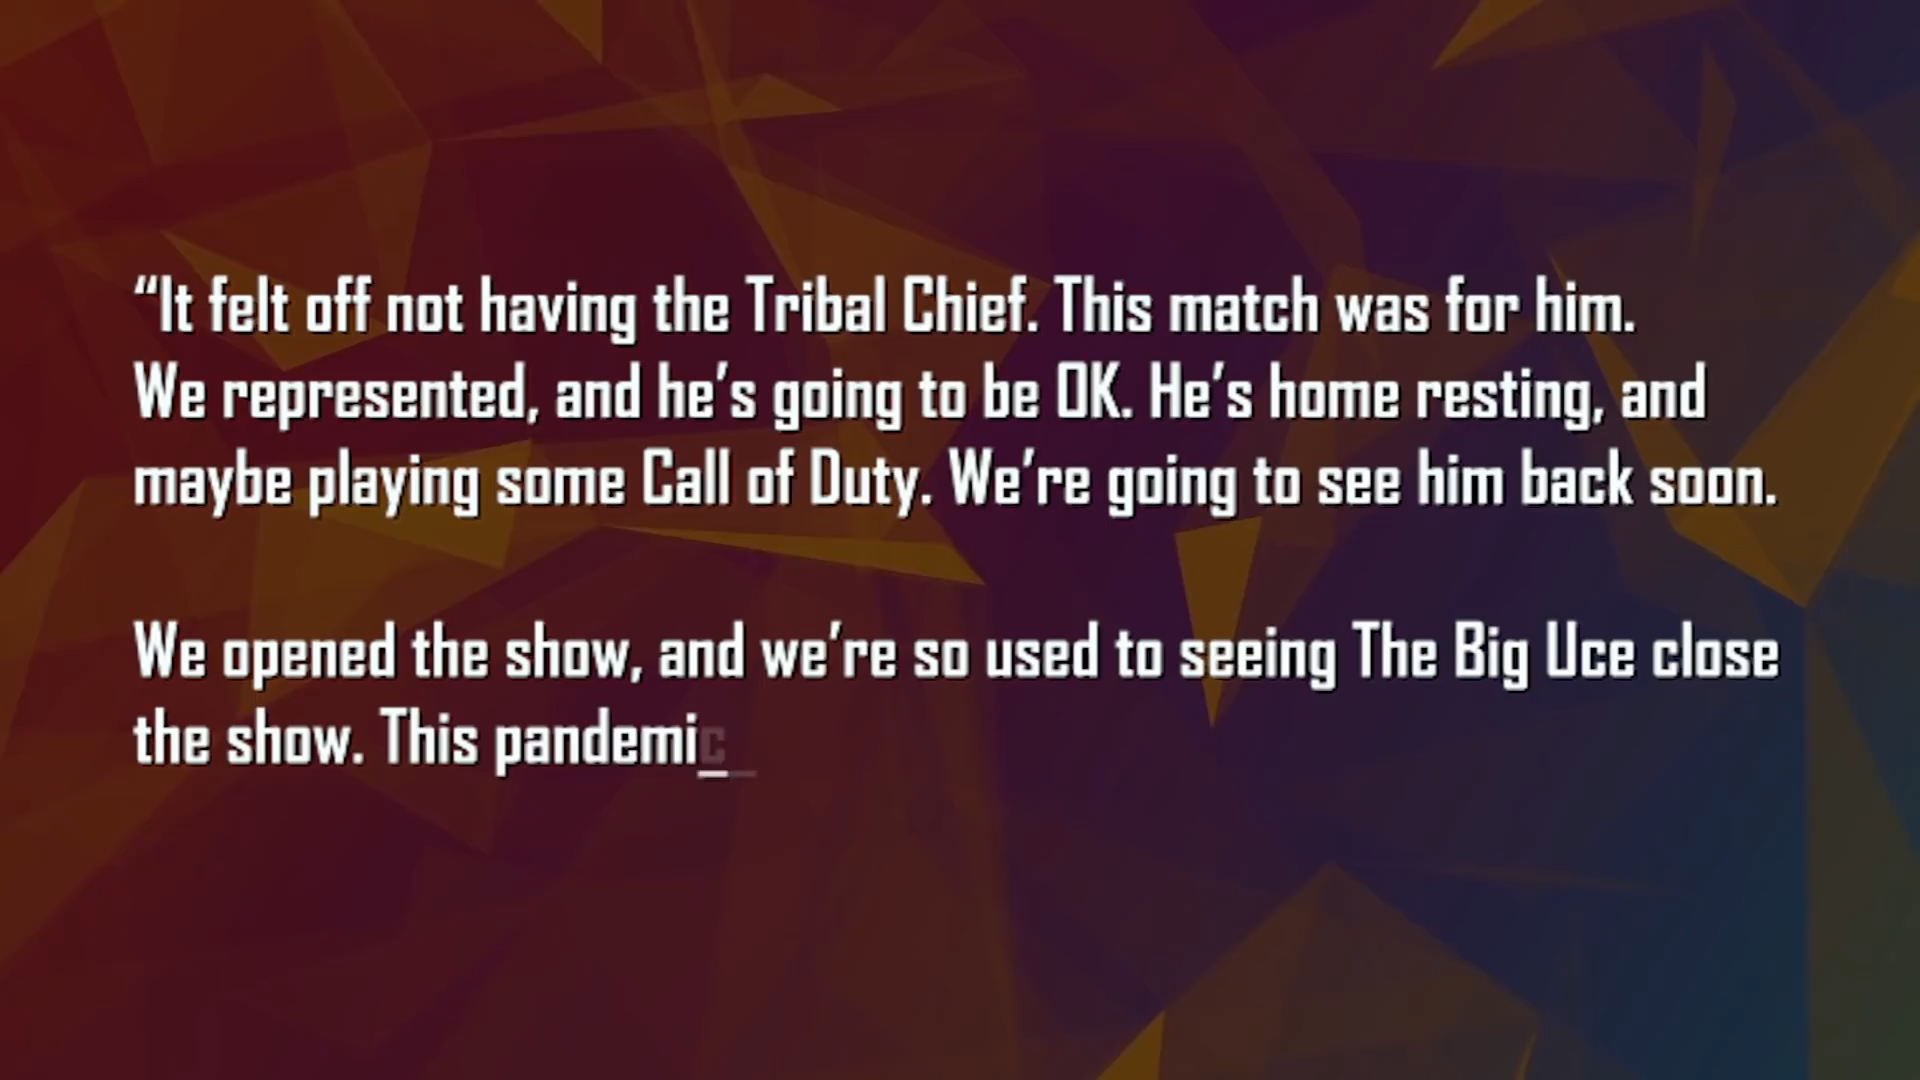 “It felt off not having the Tribal Chief. This match was for him.
We represented, and he’s going to be OK. He’s home resting, and
maybe playing some Call of Duty. We’re going to see him back soon.
We opened the show, and we’re so used to seeing The Big Uce close
the show. This pandemic_